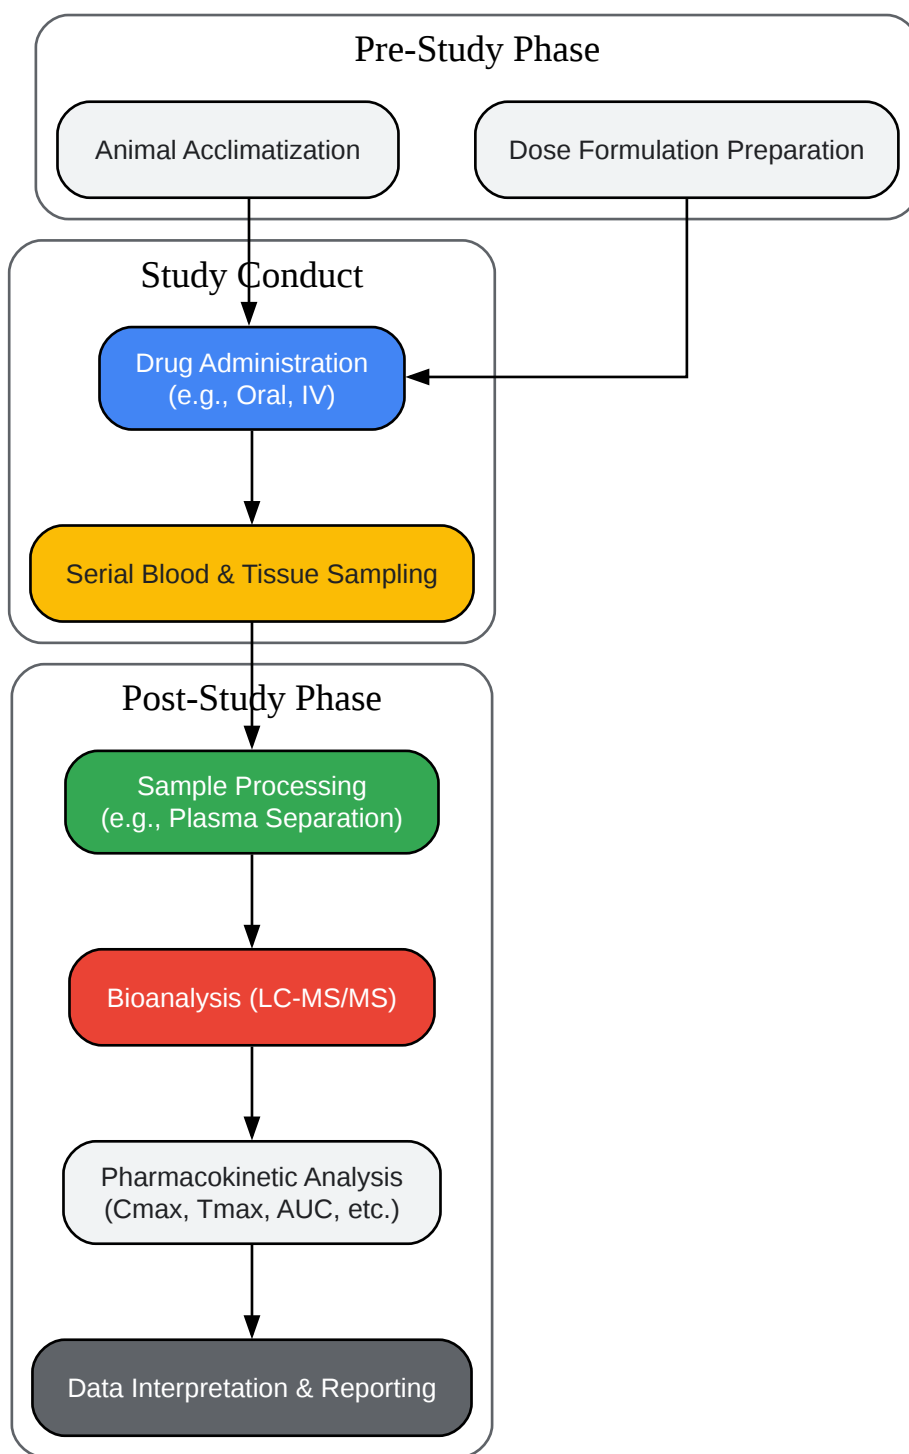 Pre-Study Phase
Animal Acclimatization
Dose Formulation Preparation
Study Conduct
Drug Administration
(e.g., Oral, IV)
Serial Blood & Tissue Sampling
Post-Study Phase
Sample Processing
(e.g., Plasma Separation)
Bioanalysis (LC-MS/MS)
Pharmacokinetic Analysis
(Cmax, Tmax, AUC, etc.)
Data Interpretation & Reporting